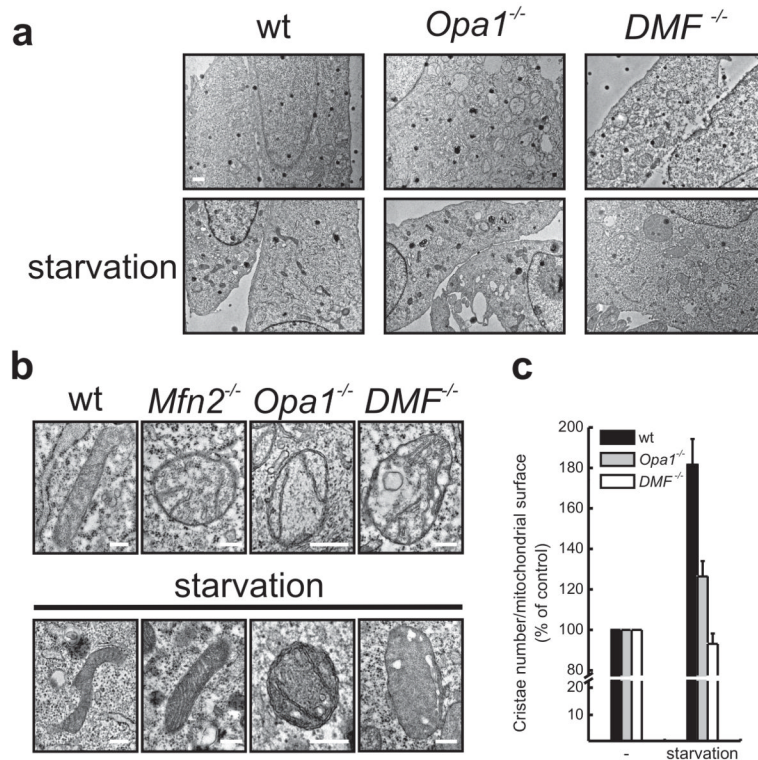 a
wt Opa1-/- DMF -/-
starvation
b
wt Mfn2-/- Opa1-/- DMF-/-
starvation
c
Cristae number/mitochondrial surface
(% of control)
200
180
160
140
120
100
80
20
10
wt
Opa1-/-
DMF -/-
- starvation